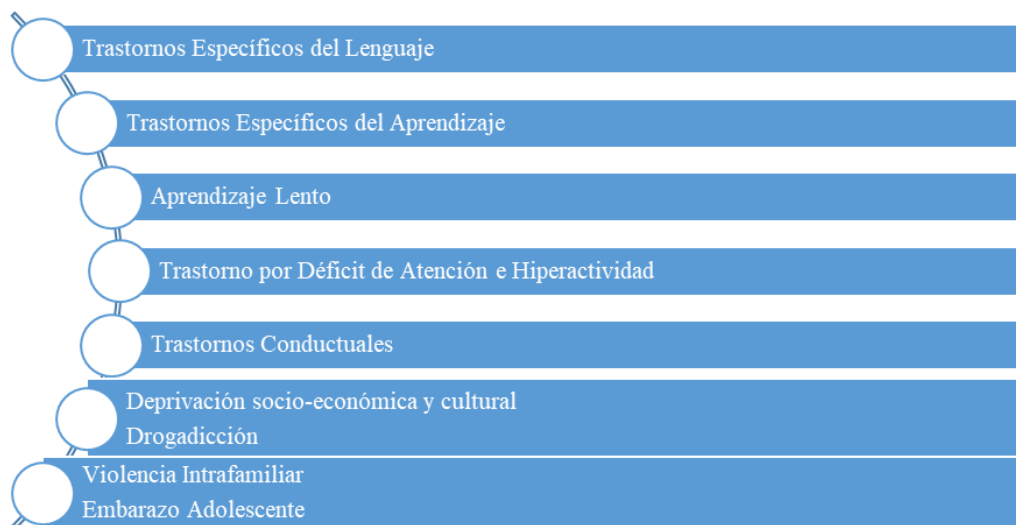 Trastornos Específicos del Lenguaje
Trastornos Específicos del Aprendizaje
Aprendizaje Lento
Trastorno por Déficit de Atención e Hiperactividad
Trastornos Conductuales
Deprivación socio-económica y cultural
Drogadicción
Violencia Intrafamiliar
Embarazo Adolescente